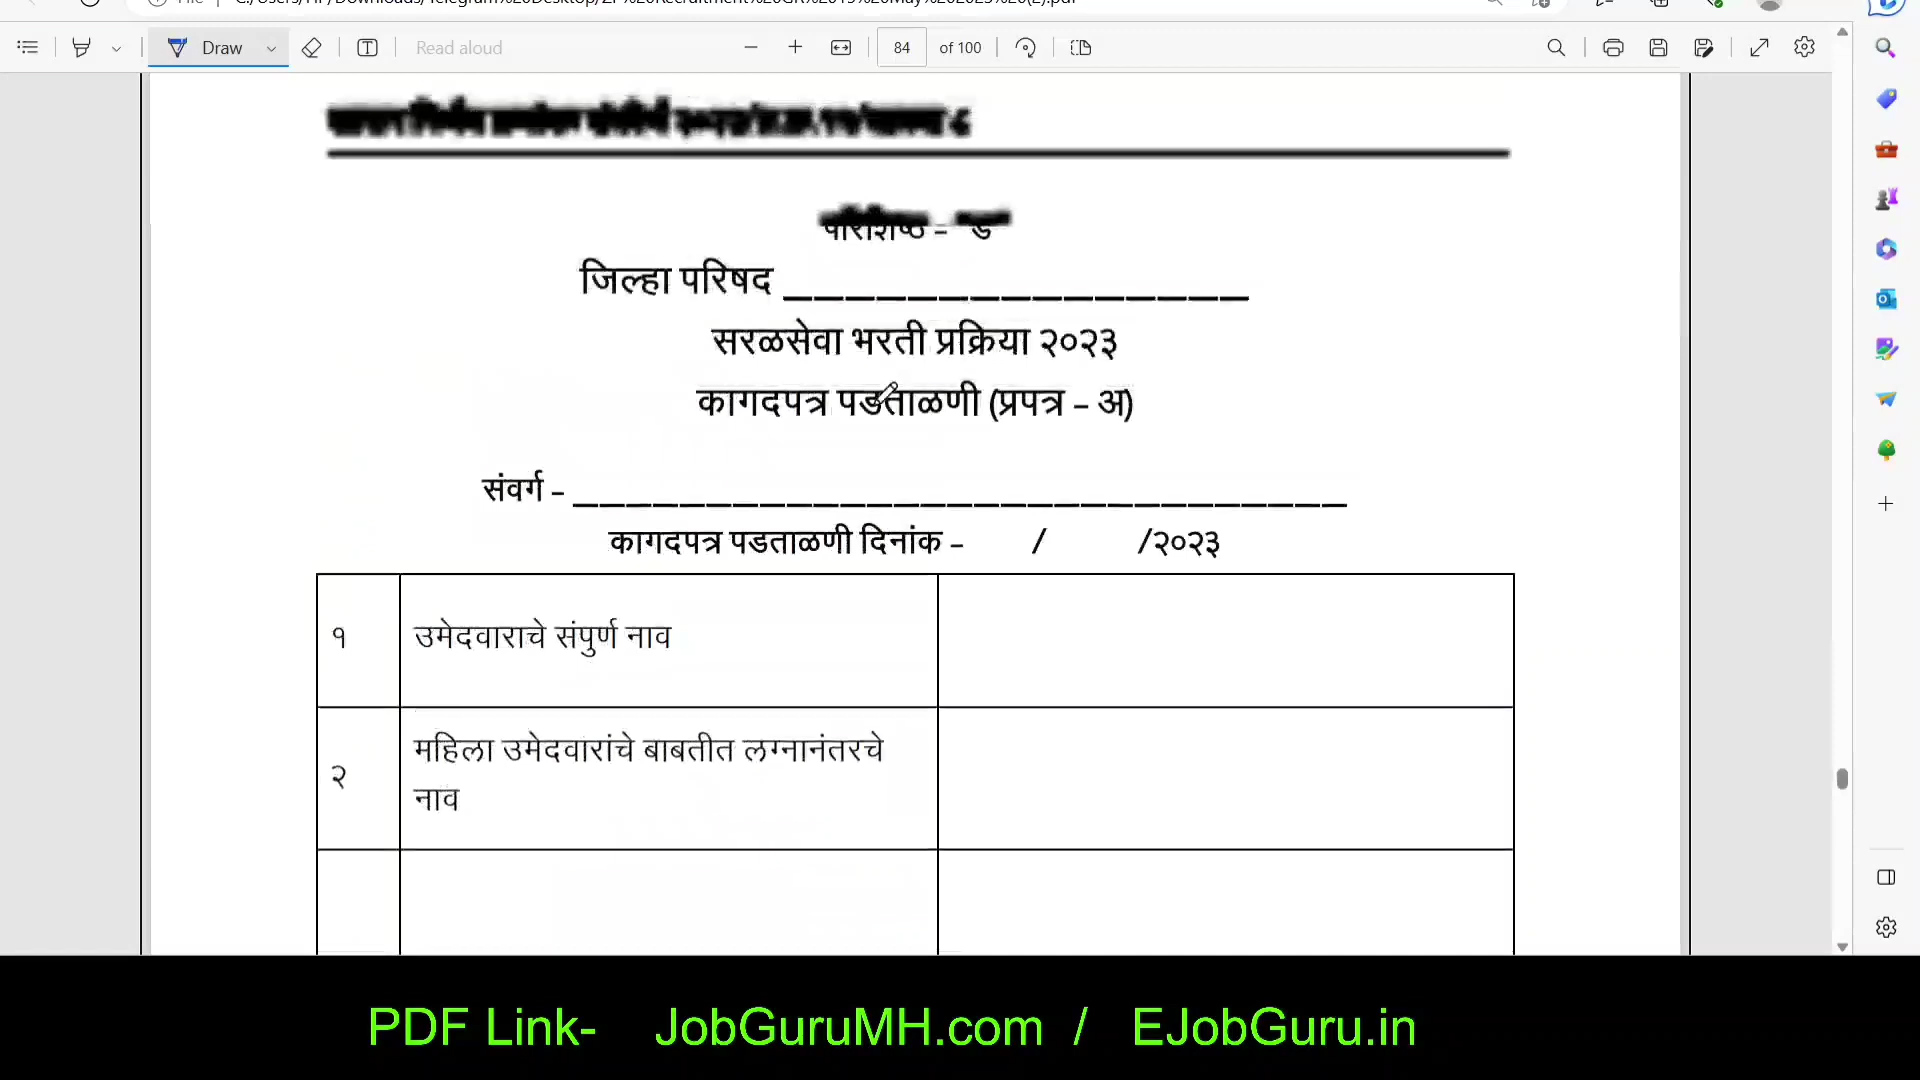 Draw
Read aloud
84 of 100
परिशिष्ठ – "ड"
जिल्हा परिषद _______________
सरळसेवा भरती प्रक्रिया २०२३
कागदपत्र पडताळणी (प्रपत्र – अ)
संवर्ग – _____________________________
कागदपत्र पडताळणी दिनांक – / /२०२३
१ उमेदवाराचे संपुर्ण नाव
२ महिला उमेदवारांचे बाबतीत लग्नानंतरचे
नाव
PDF Link- JobGuruMH.com / EJobGuru.in